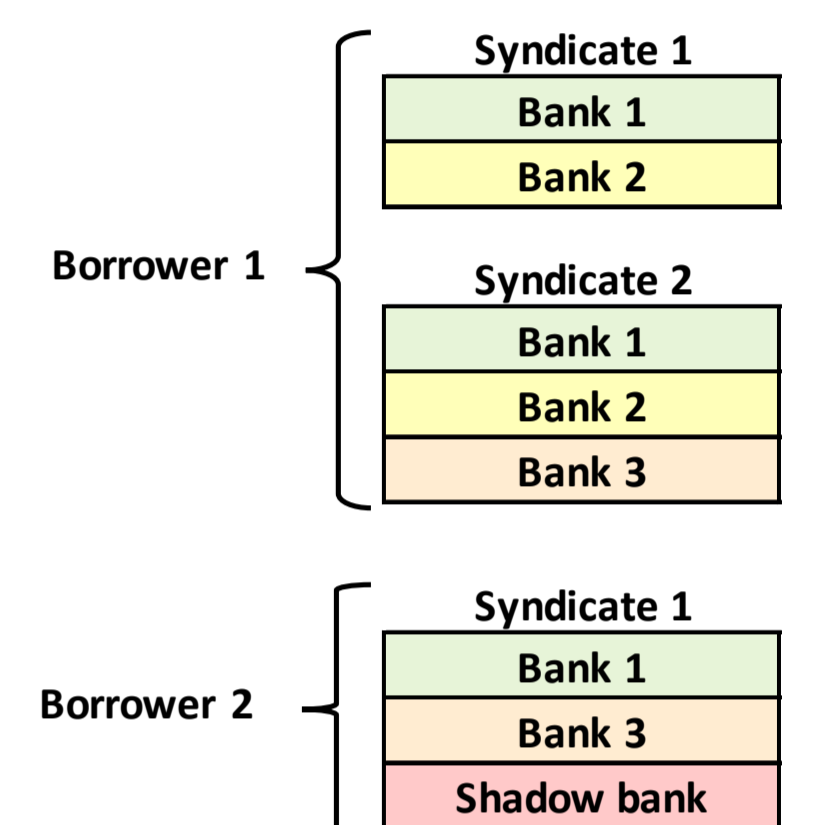 Syndicate 1
Bank 1
Bank 2
Borrower 1
Syndicate 2
Bank 1
Bank 2
Bank 3
Syndicate 1
Bank 1
Borrower 2
Bank 3
Shadow bank